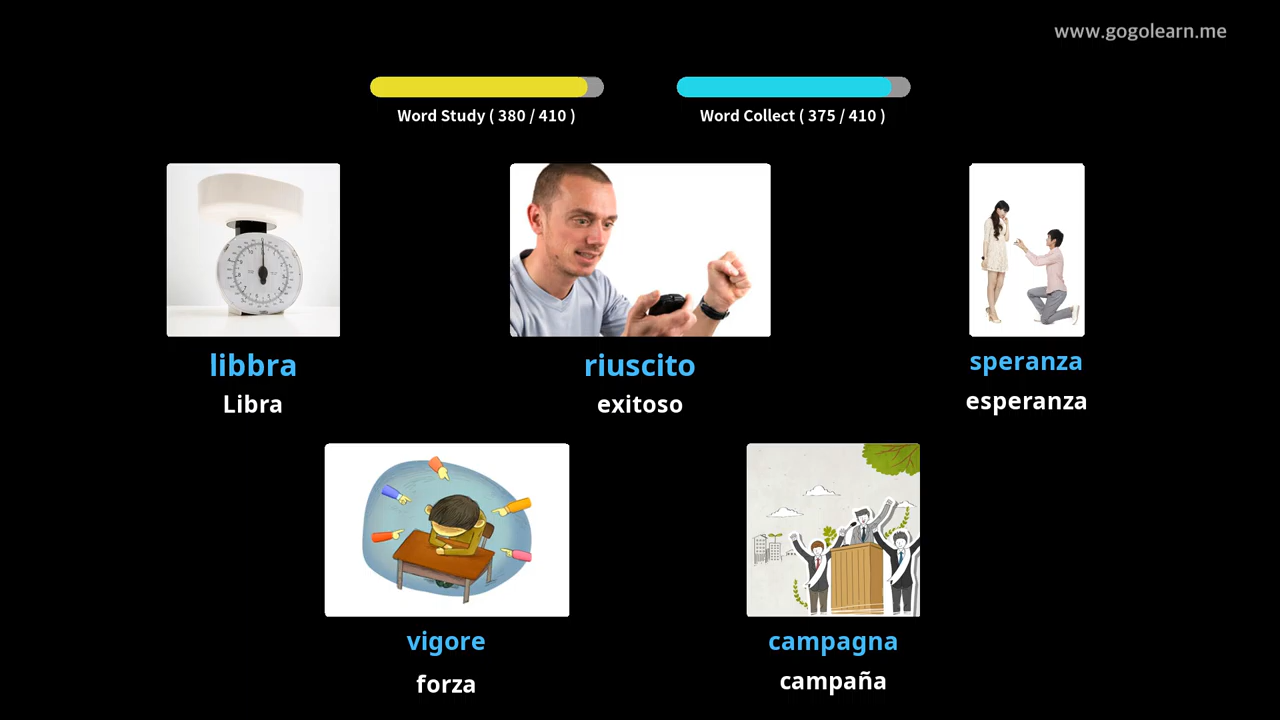 www.gogolearn.me
Word Study ( 380 / 410 )
Word Collect ( 375 / 410 )
libbra
Libra
riuscito
exitoso
speranza
esperanza
vigore
forza
campagna
campaña